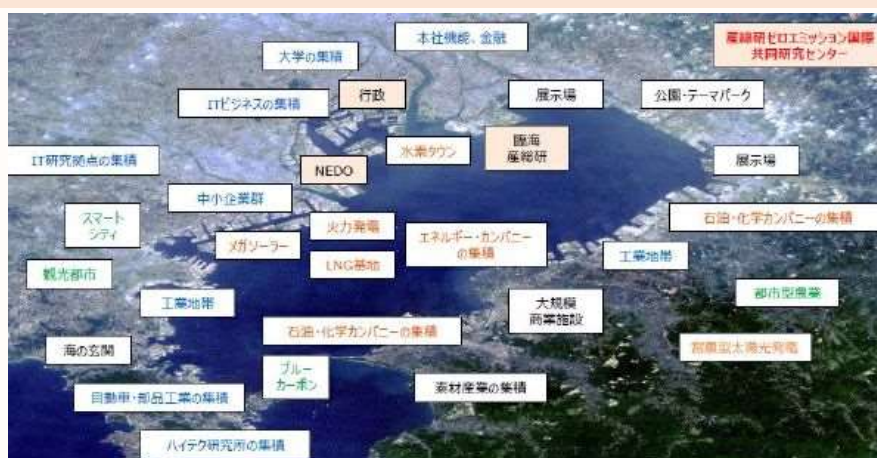 本社機能、金融
産総研ゼロエミッション国際
共同研究センター
大学の集積
ITビジネスの集積
行政
展示場
公園・テーマパーク
水素タウン
臨海
産総研
IT研究拠点の集積
NEDO
展示場
中小企業群
スマート
シティ
火力発電
石油・化学カンパニーの集積
メガソーラー
エネルギー・カンパニー
の集積
工業地帯
LNG基地
観光都市
都市型農業
工業地帯
大規模
商業施設
石油・化学カンパニーの集積
海の玄関
営農型太陽光発電
ブルー
カーボン
素材産業の集積
自動車・部品工業の集積
ハイテク研究所の集積